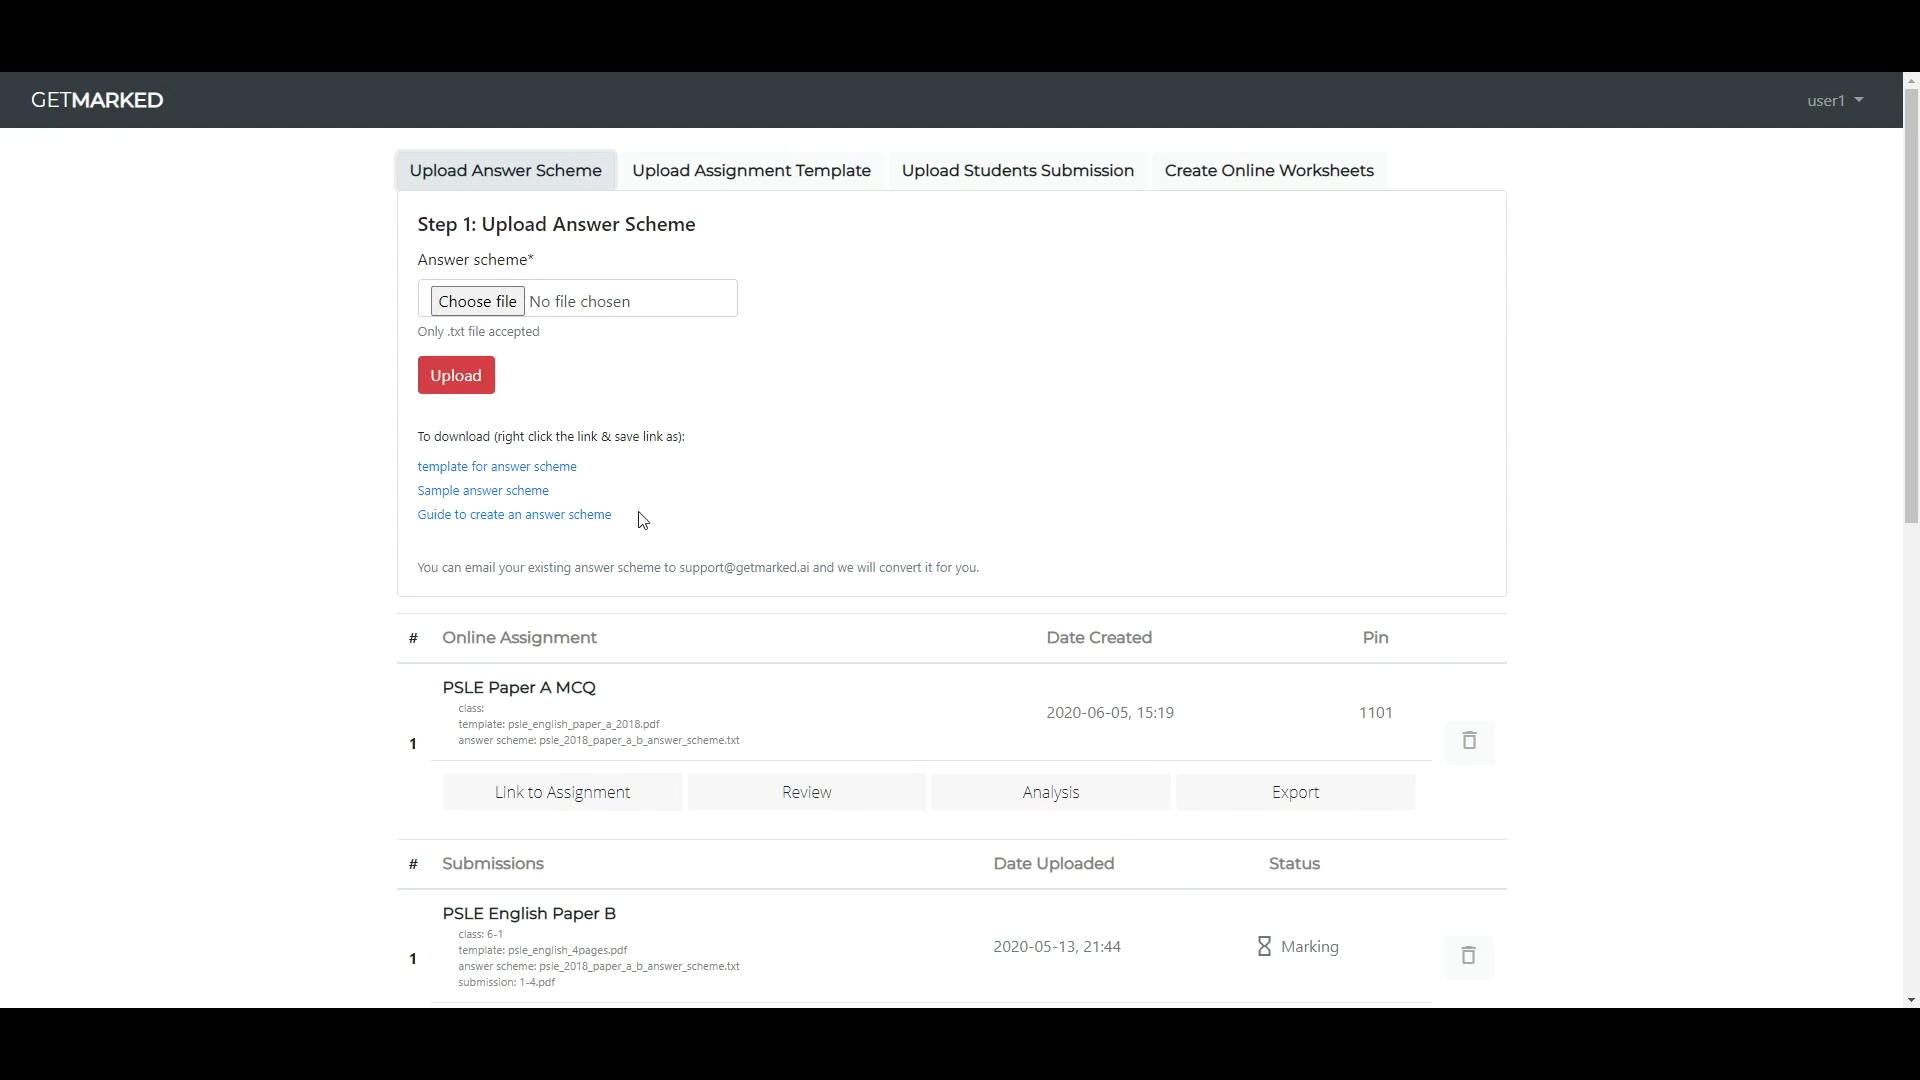 GETMARKED
user1
Upload Answer Scheme
Upload Assignment Template
Upload Students Submission
Create Online Worksheets
Step 1: Upload Answer Scheme
Answer scheme*
Choose file No file chosen
Only .txt file accepted
Upload
To download (right click the link & save link as):
template for answer scheme
Sample answer scheme
Guide to create an answer scheme
You can email your existing answer scheme to support@getmarked.ai and we will convert it for you.
# Online Assignment Date Created Pin
PSLE Paper A MCQ
class:
template: psle_english_paper_a_2018.pdf
answer scheme: psle_2018_paper_a_b_answer_scheme.txt
1
2020-06-05, 15:19
1101
Link to Assignment Review Analysis Export
# Submissions Date Uploaded Status
PSLE English Paper B
class: 6-1
template: psle_english_4pages.pdf
answer scheme: psle_2018_paper_a_b_answer_scheme.txt
submission: 1-4.pdf
1
2020-05-13, 21:44
Marking